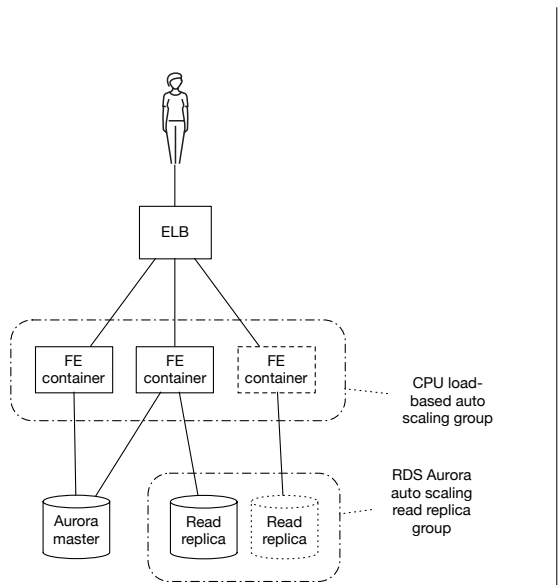 ELB
FE
container
FE
container
FE
container
CPU load-
based auto
scaling group
RDS Aurora
auto scaling
read replica
group
Aurora
master
Read
replica
Read
replica